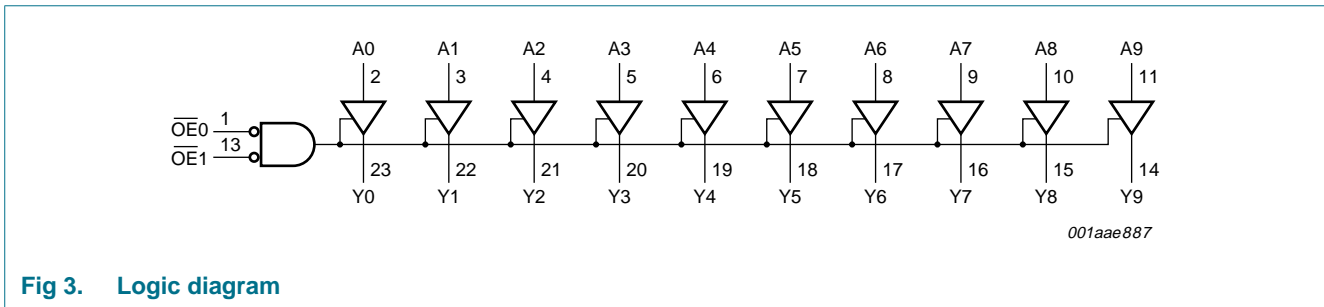 A0 A1 A2 A3 A4 A5 A6 A7 A8 A9
2 3 4 5 6 7 8 9 10 11
O̅E̅0 1
O̅E̅1 13
23 22 21 20 19 18 17 16 15 14
Y0 Y1 Y2 Y3 Y4 Y5 Y6 Y7 Y8 Y9
001aae887
Fig 3. Logic diagram